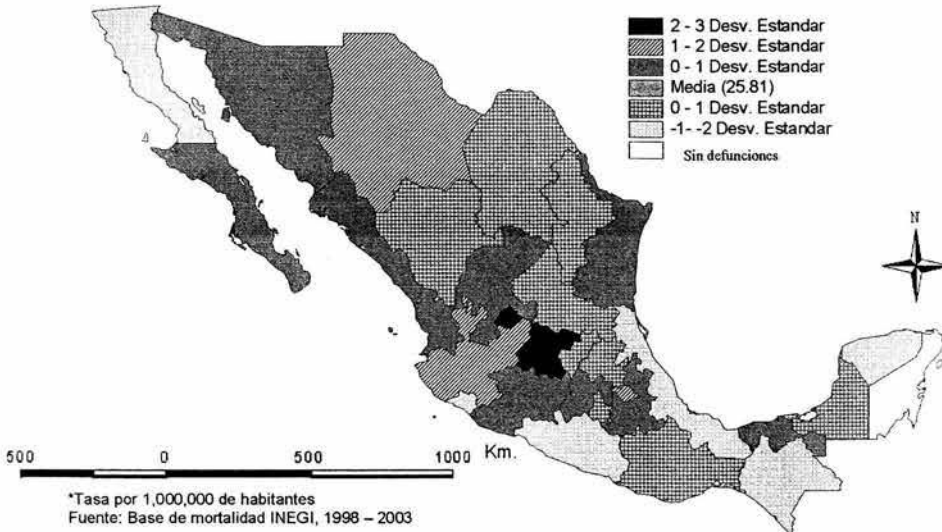 2 - 3 Desv. Estandar
1 - 2 Desv. Estandar
0 - 1 Desv. Estandar
Media (25.81)
0 - 1 Desv. Estandar
-1- -2 Desv. Estandar
Sin defunciones
N
500 0 500 1000 Km.
*Tasa por 1,000,000 de habitantes
Fuente: Base de mortalidad INEGI, 1998 – 2003